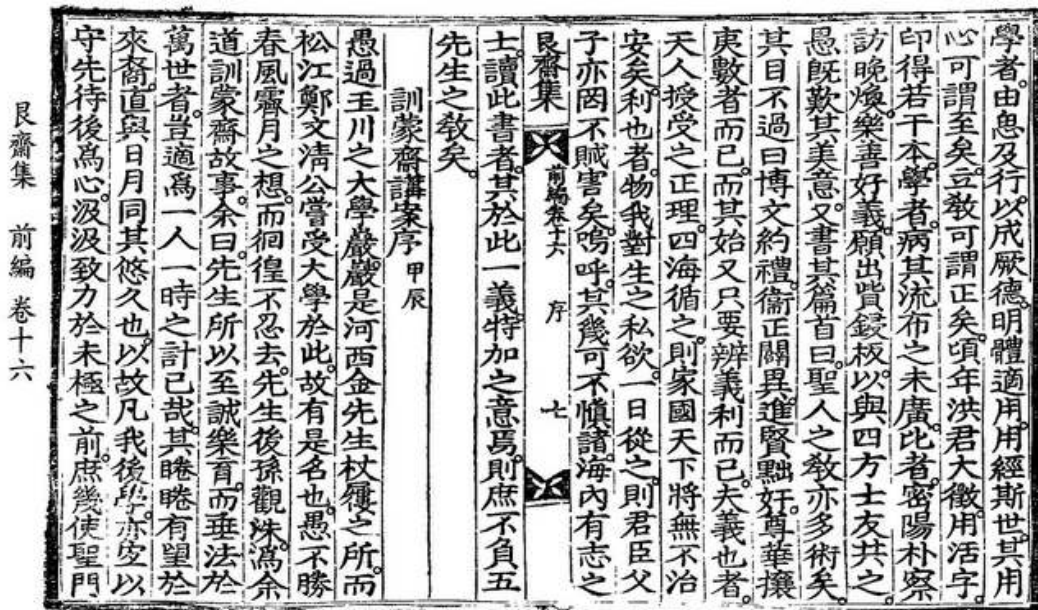 學者。由恖及行。以成厥德。明體適用。用經斯世。其用
心可謂至矣。立敎可謂正矣。頃年洪君大徵。用活字。
印得若干本。學者。病其流布之未廣。比者。密陽朴察
訪晩煥。樂善好義。願出貲鋟板。以與四方士友共之。
愚旣歎其美意。又書其篇首曰。聖人之敎亦多術矣。
其目不過曰博文約禮。衞正闢異。進賢黜奸。尊華攘
夷數者而已。而其始又只要辨義利而已。夫義也者。
天人授受之正理。四海循之。則家國天下將無不治
安矣。利也者。物我對生之私欲。一日從之。則君臣父
子亦罔不賊害矣。嗚呼。其幾可不愼諸。海內有志之
艮齋集 前編卷十六 序 七
士。讀此書者。其於此一義。特加之意焉。則庶不負五
先生之敎矣。
訓蒙齋講案序 甲辰
愚過玉川之大學巖。巖是河西金先生杖屨之所。而
松江鄭文淸公嘗受大學於此。故有是名也。愚不勝
春風霽月之想。而徊徨不忍去。先生後孫觀洙。爲余
道訓蒙齋故事。余曰。先生所以至誠樂育。而垂法於
萬世者。豈適爲一人一時之計已哉。其睠睠有望於
來裔。直與日月同其悠久也。以故凡我後學。亦宜以
守先待後爲心。汲汲致力於未極之前。庶幾使聖門
艮齋集 前編 卷十六